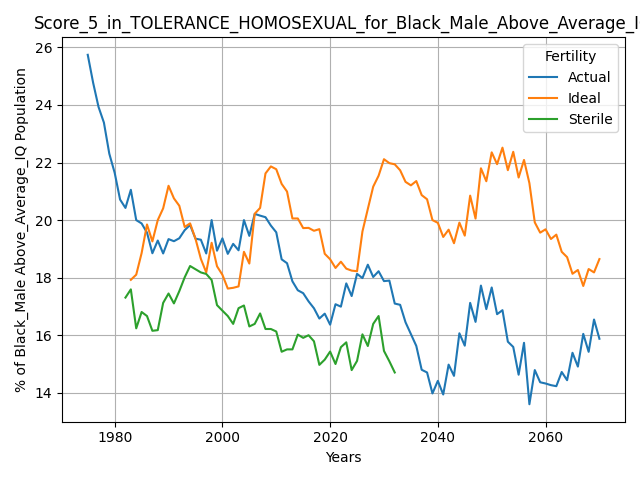 Score_5_in_TOLERANCE_HOMOSEXUAL_for_Black_Male_Above_Average_I
Fertility
Actual
Ideal
Sterile
% of Black_Male Above_Average_IQ Population
26
24
22
20
18
16
14
1980
2000
2020
2040
2060
Years